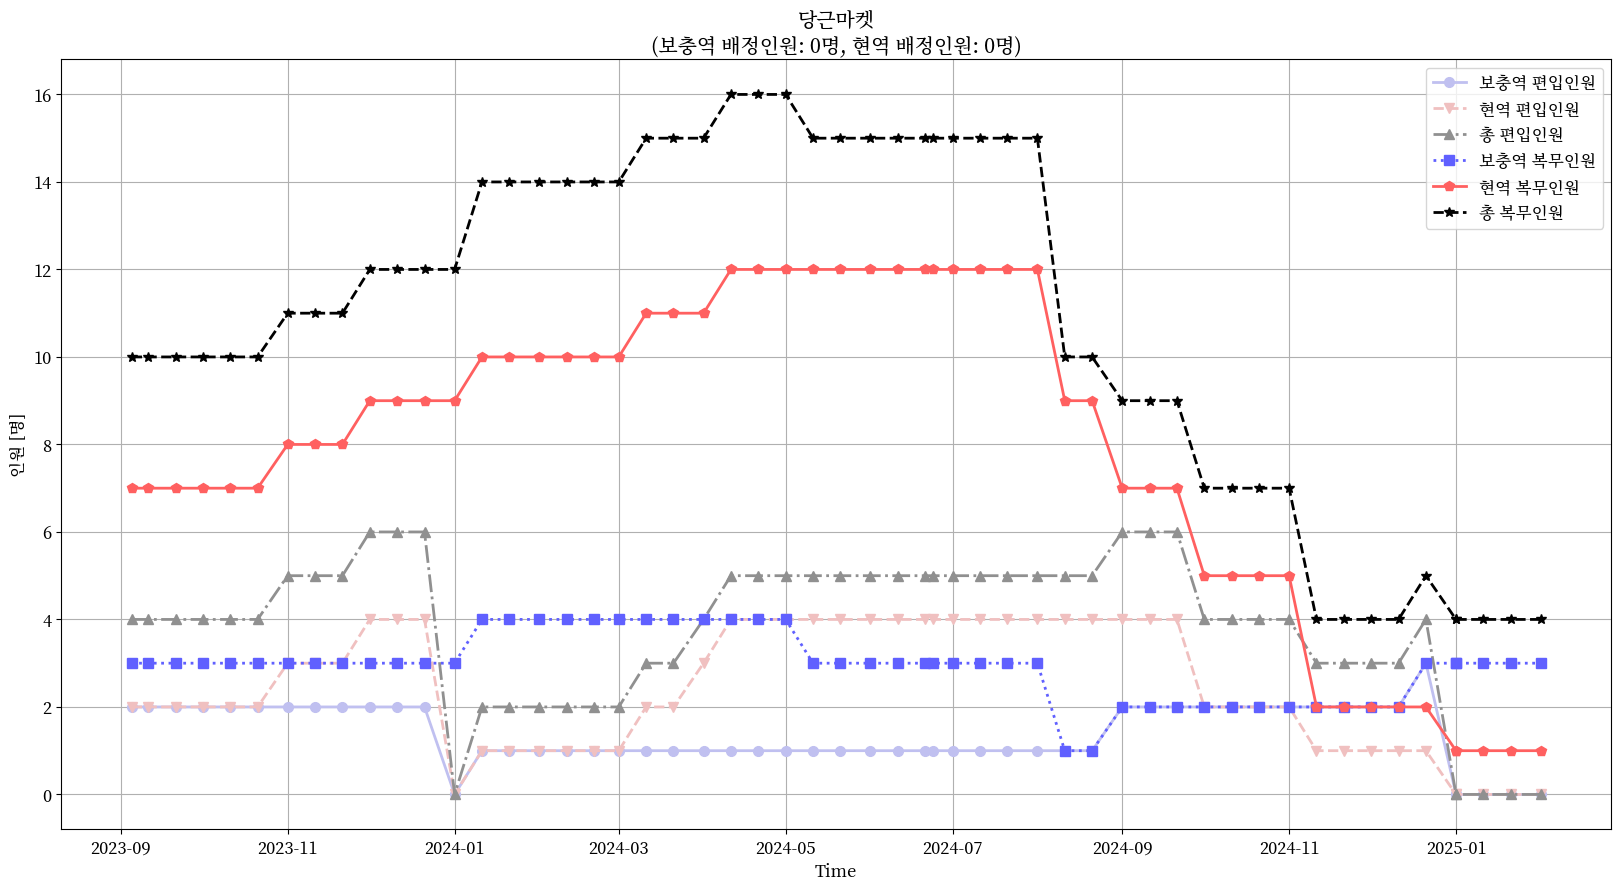 당근마켓
(보충역 배정인원: 0명, 현역 배정인원: 0명)
보충역 편입인원
현역 편입인원
총 편입인원
보충역 복무인원
현역 복무인원
총 복무인원
16
14
12
10
8
6
4
2
0
인원 [명]
2023-09 2023-11 2024-01 2024-03 2024-05 2024-07 2024-09 2024-11 2025-01
Time